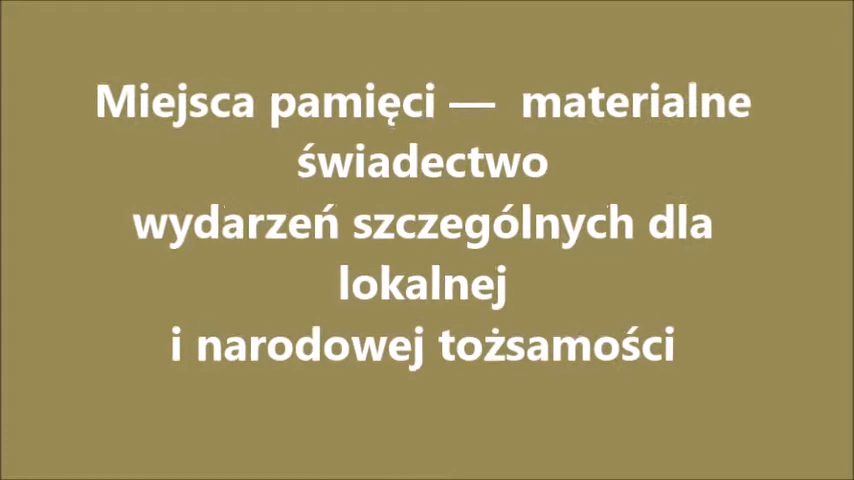 Miejsca pamięci — materialne
świadectwo
wydarzeń szczególnych dla
lokalnej
i narodowej tożsamości